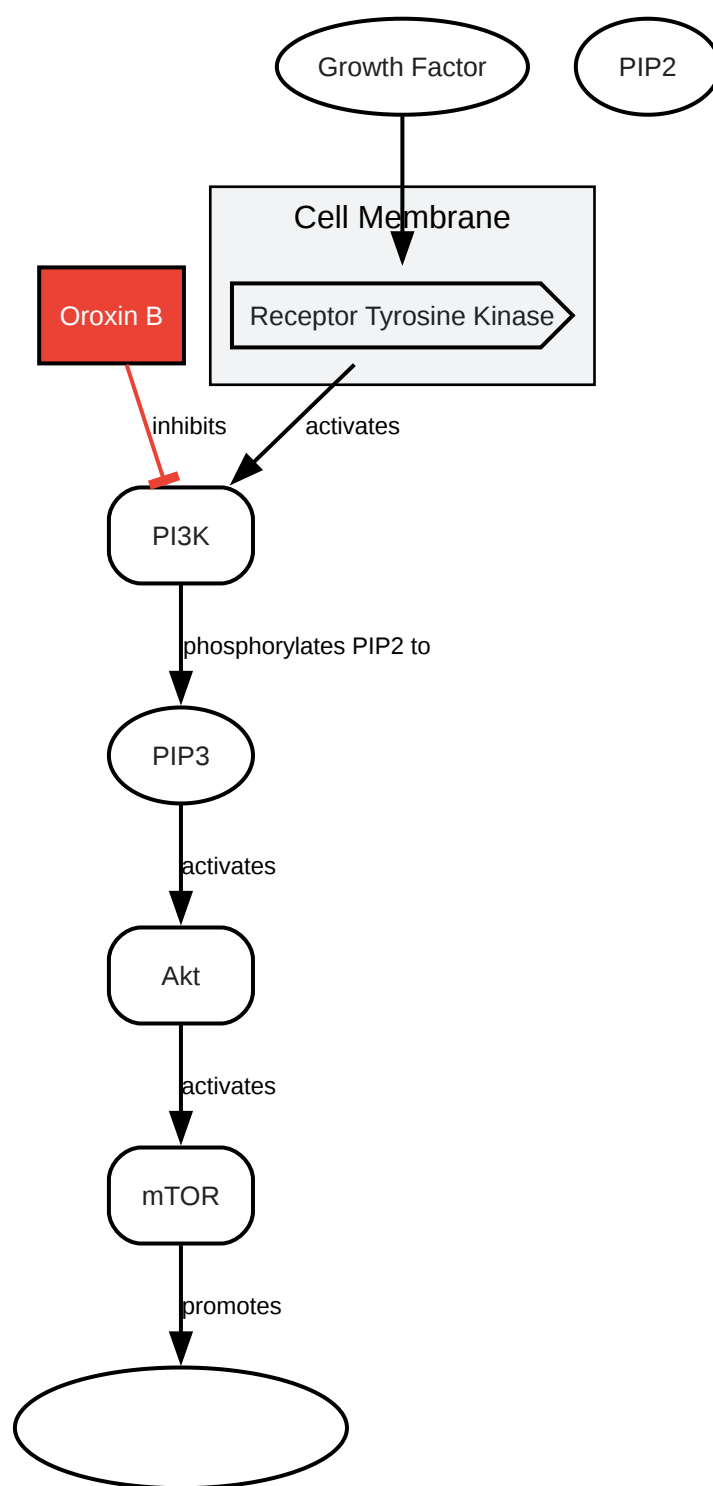 Growth Factor
PIP2
Cell Membrane
Oroxin B
Receptor Tyrosine Kinase
inhibits
activates
PI3K
phosphorylates PIP2 to
PIP3
activates
Akt
activates
mTOR
promotes